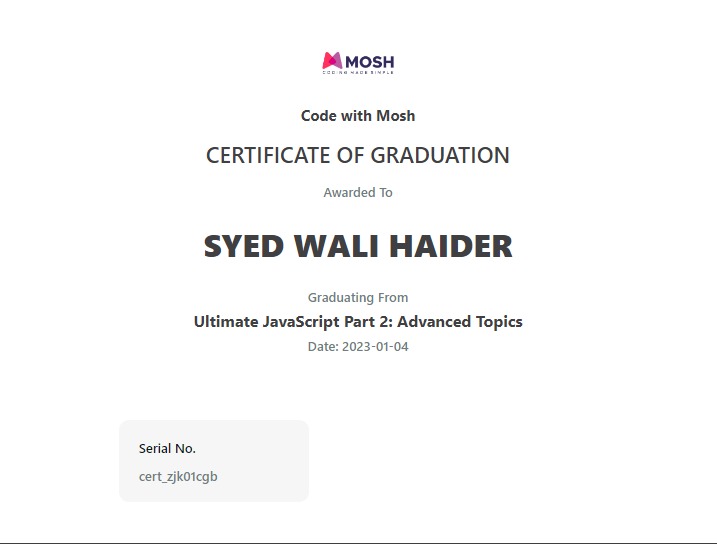 MOSH
CODING MADE SIMPLE
Code with Mosh
CERTIFICATE OF GRADUATION
Awarded To
SYED WALI HAIDER
Graduating From
Ultimate JavaScript Part 2: Advanced Topics
Date: 2023-01-04
Serial No.
cert_zjk01cgb